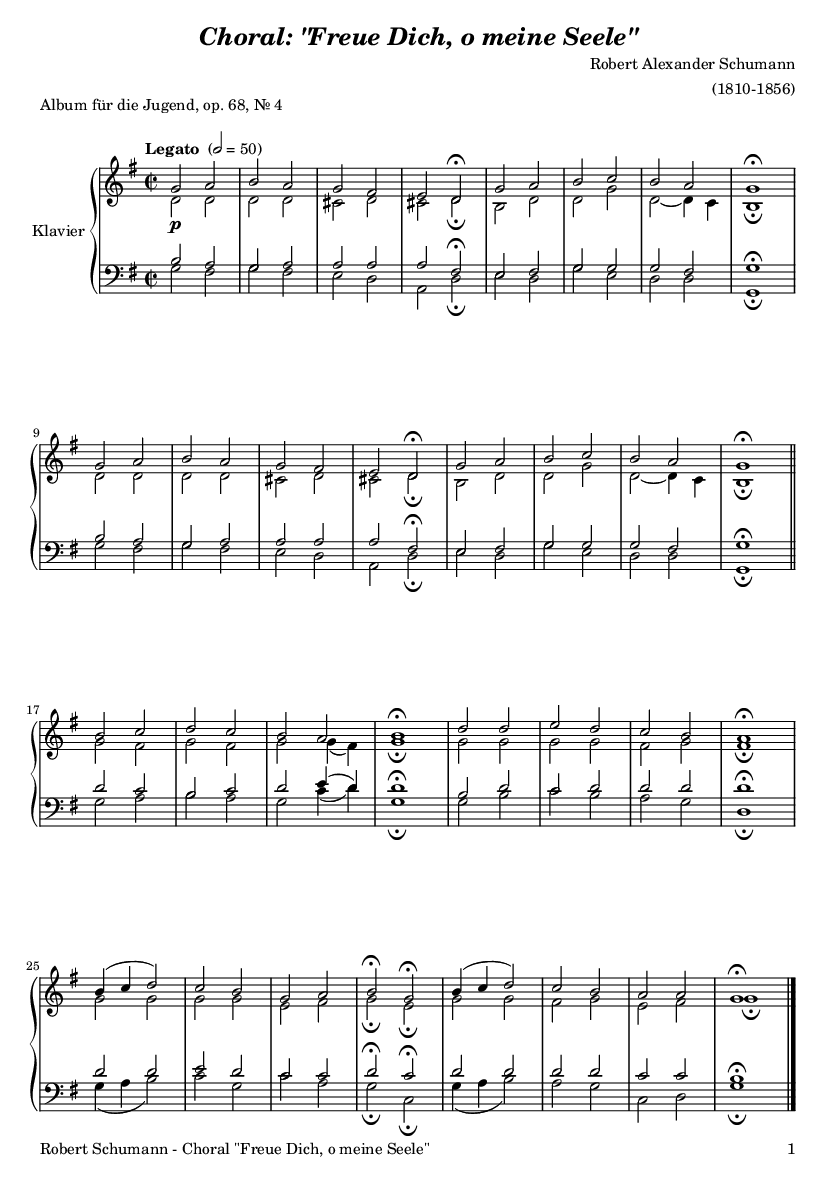 Choral: "Freue Dich, o meine Seele"
Robert Alexander Schumann
(1810-1856)
Album für die Jugend, op. 68, № 4
Legato (𝅗𝅥 = 50)
Klavier
p
9
17
25
Robert Schumann - Choral "Freue Dich, o meine Seele" 1